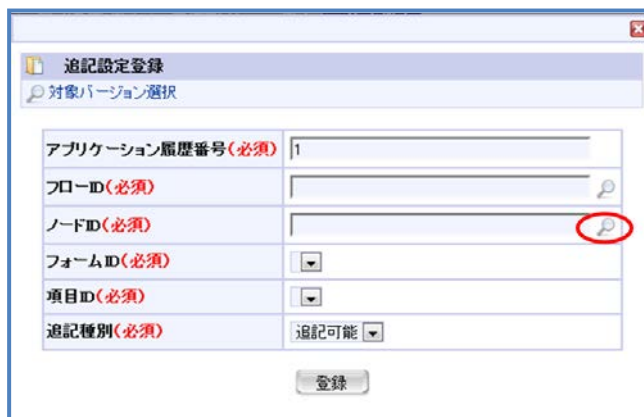 追記設定登録
対象バージョン選択
アプリケーション履歴番号(必須) 1
フローID(必須)
ノードID(必須)
フォームID(必須)
項目ID(必須)
追記種別(必須) 追記可能
登録